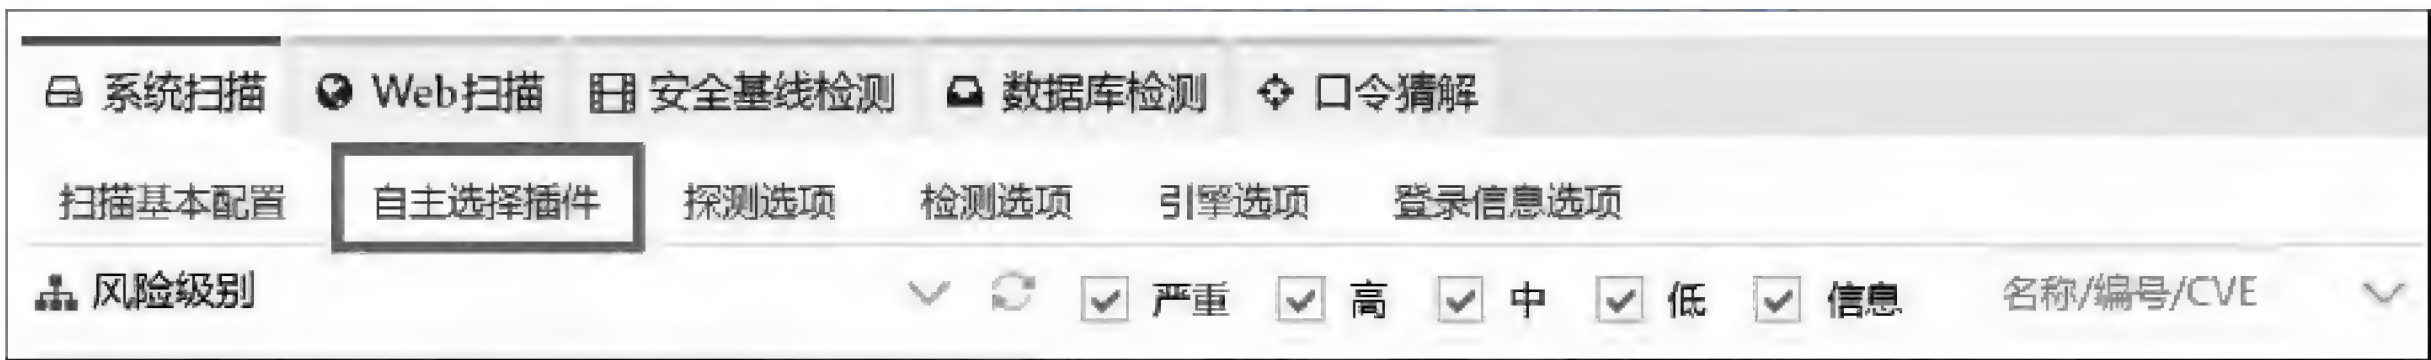 系统扫描 Web扫描 安全基线检测 数据库检测 口令猜解
扫描基本配置 自主选择插件 探测选项 检测选项 引擎选项 登录信息选项
风险级别 严重 高 中 低 信息 名称/编号/CVE